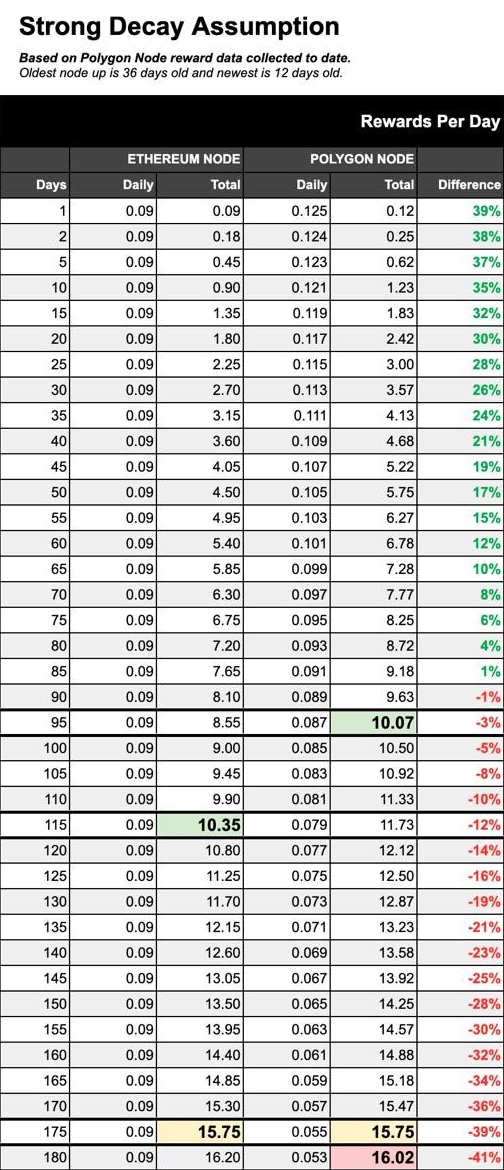 Strong Decay Assumption
Based on Polygon Node reward data collected to date.
Oldest node up is 36 days old and newest is 12 days old.
Rewards Per Day
ETHEREUM NODE POLYGON NODE
Days Daily Total Daily Total Difference
1 0.09 0.09 0.125 0.12 39%
2 0.09 0.18 0.124 0.25 38%
5 0.09 0.45 0.123 0.62 37%
10 0.09 0.90 0.121 1.23 35%
15 0.09 1.35 0.119 1.83 32%
20 0.09 1.80 0.117 2.42 30%
25 0.09 2.25 0.115 3.00 28%
30 0.09 2.70 0.113 3.57 26%
35 0.09 3.15 0.111 4.13 24%
40 0.09 3.60 0.109 4.68 21%
45 0.09 4.05 0.107 5.22 19%
50 0.09 4.50 0.105 5.75 17%
55 0.09 4.95 0.103 6.27 15%
60 0.09 5.40 0.101 6.78 12%
65 0.09 5.85 0.099 7.28 10%
70 0.09 6.30 0.097 7.77 8%
75 0.09 6.75 0.095 8.25 6%
80 0.09 7.20 0.093 8.72 4%
85 0.09 7.65 0.091 9.18 1%
90 0.09 8.10 0.089 9.63 -1%
95 0.09 8.55 0.087 10.07 -3%
100 0.09 9.00 0.085 10.50 -5%
105 0.09 9.45 0.083 10.92 -8%
110 0.09 9.90 0.081 11.33 -10%
115 0.09 10.35 0.079 11.73 -12%
120 0.09 10.80 0.077 12.12 -14%
125 0.09 11.25 0.075 12.50 -16%
130 0.09 11.70 0.073 12.87 -19%
135 0.09 12.15 0.071 13.23 -21%
140 0.09 12.60 0.069 13.58 -23%
145 0.09 13.05 0.067 13.92 -25%
150 0.09 13.50 0.065 14.25 -28%
155 0.09 13.95 0.063 14.57 -30%
160 0.09 14.40 0.061 14.88 -32%
165 0.09 14.85 0.059 15.18 -34%
170 0.09 15.30 0.057 15.47 -36%
175 0.09 15.75 0.055 15.75 -39%
180 0.09 16.20 0.053 16.02 -41%